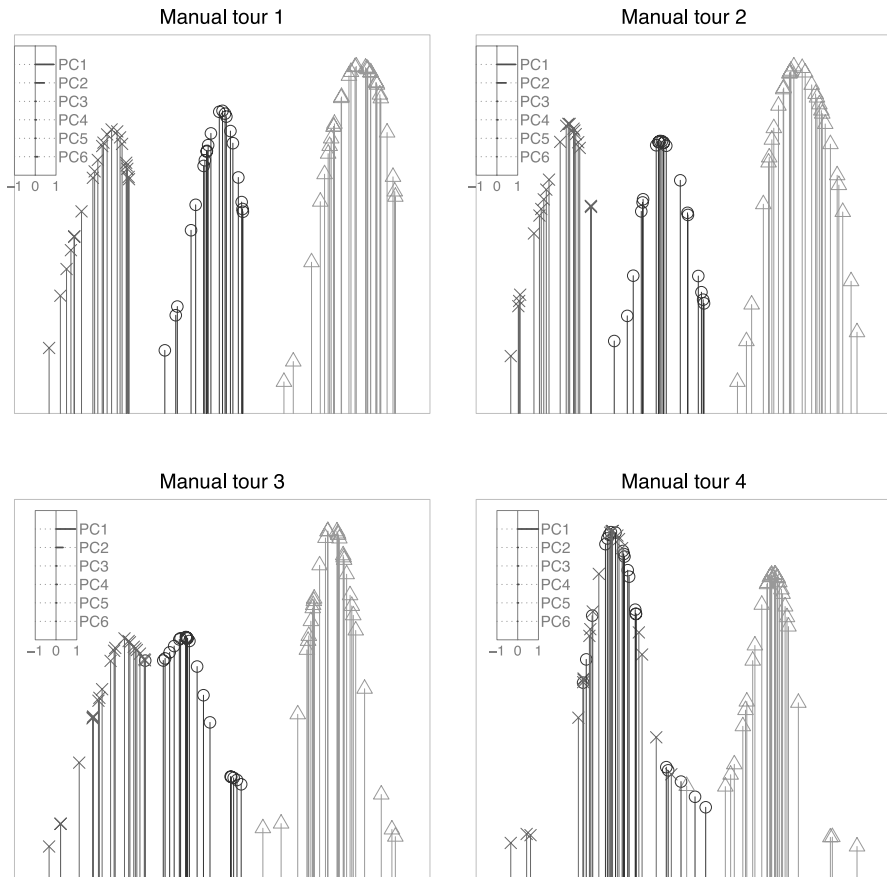 Manual tour 1
PC1
PC2
PC3
PC4
PC5
PC6
−1 0 1
Manual tour 2
PC1
PC2
PC3
PC4
PC5
PC6
−1 0 1
Manual tour 3
PC1
PC2
PC3
PC4
PC5
PC6
−1 0 1
Manual tour 4
PC1
PC2
PC3
PC4
PC5
PC6
−1 0 1